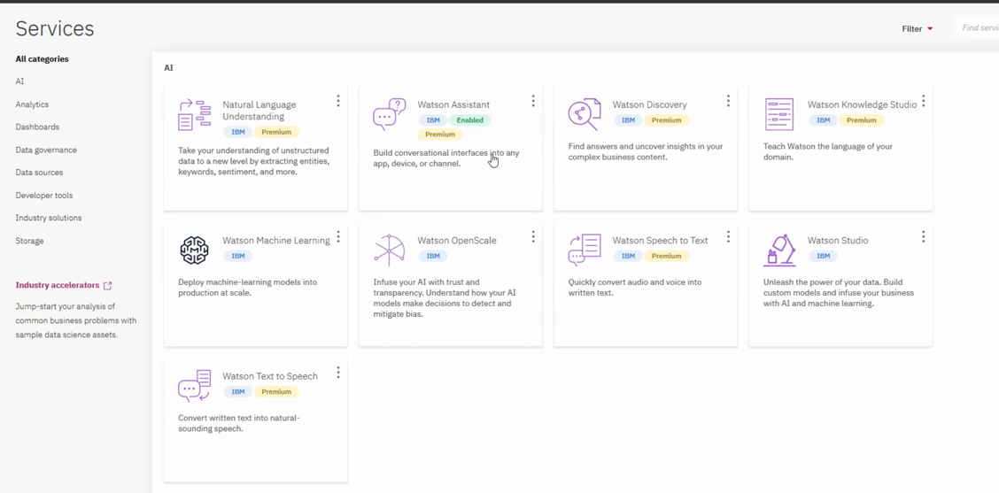 Services
Filter
Find servi
All categories
AI
Analytics
Dashboards
Data governance
Data sources
Developer tools
Industry solutions
Storage
Industry accelerators
Jump-start your analysis of
common business problems with
sample data science assets.
AI
Natural Language
Understanding
IBM Premium
Take your understanding of unstructured
data to a new level by extracting entities,
keywords, sentiment, and more.
Watson Assistant
IBM Enabled
Premium
Build conversational interfaces into any
app, device, or channel.
Watson Discovery
IBM Premium
Find answers and uncover insights in your
complex business content.
Watson Knowledge Studio
IBM Premium
Teach Watson the language of your
domain.
Watson Machine Learning
IBM
Deploy machine-learning models into
production at scale.
Watson OpenScale
IBM
Infuse your AI with trust and
transparency. Understand how your AI
models make decisions to detect and
mitigate bias.
Watson Speech to Text
IBM Premium
Quickly convert audio and voice into
written text.
Watson Studio
IBM
Unleash the power of your data. Build
custom models and infuse your business
with AI and machine learning.
Watson Text to Speech
IBM Premium
Convert written text into natural-
sounding speech.